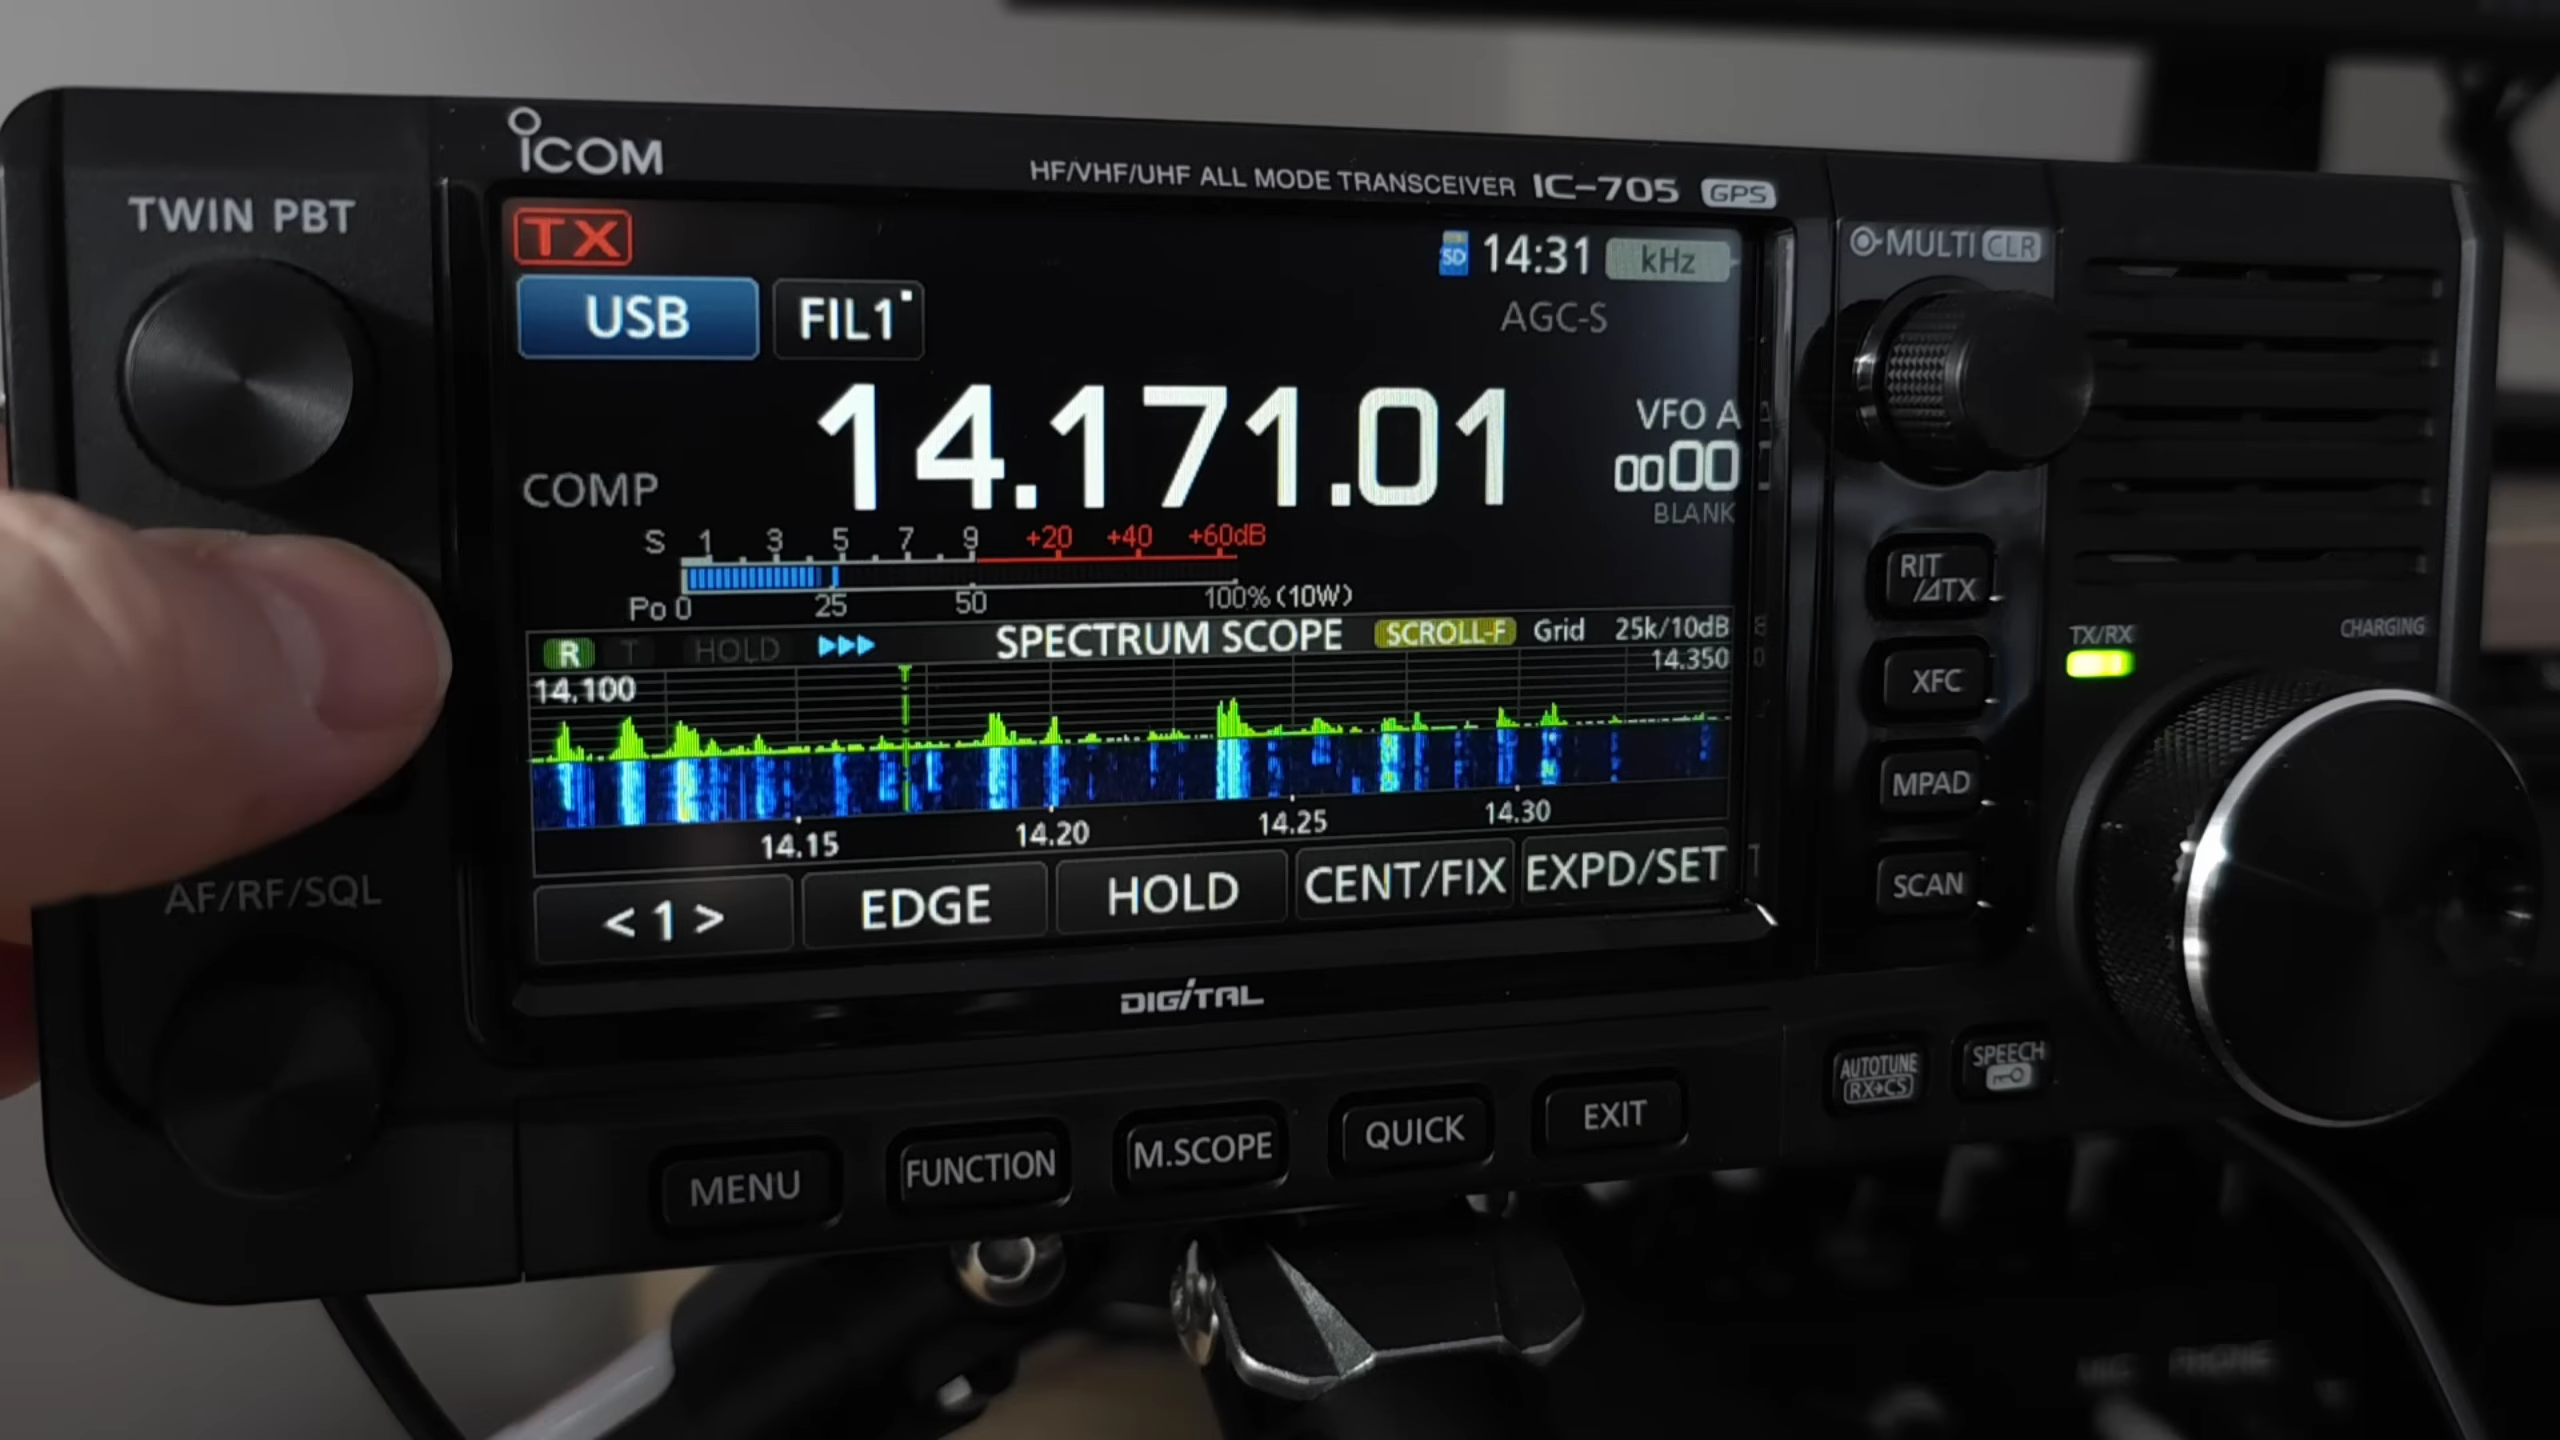 ICOM
HF/VHF/UHF ALL MODE TRANSCEIVER IC-705 GPS
TWIN PBT
TX
SD 14:31 kHz
MULTI CLR
USB FIL1
AGC-S
14.171.01
VFO A
0000
BLANK
COMP
S 1 3 5 7 9 +20 +40 +60dB
Po 0 25 50 100% (10W)
R T HOLD SPECTRUM SCOPE SCROLL-F Grid 25k/10dB
14.100 14.350
14.15 14.20 14.25 14.30
< 1 > EDGE HOLD CENT/FIX EXPD/SET
RIT
/⊿TX
XFC
MPAD
SCAN
TX/RX
CHARGING
AF/RF/SQL
DIGITAL
MENU FUNCTION M.SCOPE QUICK EXIT
AUTOTUNE
RX→CS
SPEECH
MIC PHONE